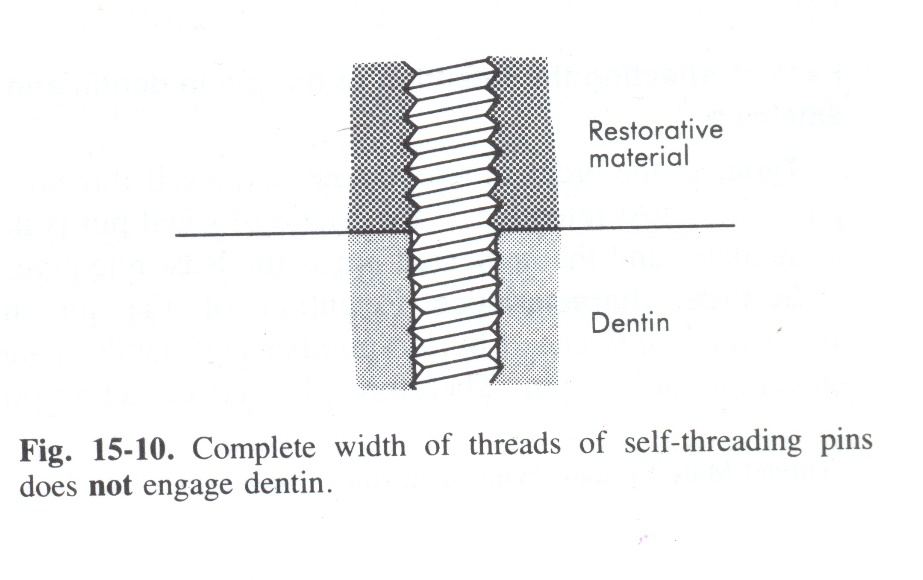 Restorative
material
Dentin
Fig. 15-10. Complete width of threads of self-threading pins
does not engage dentin.